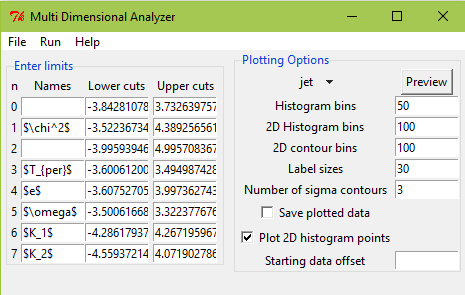 Multi Dimensional Analyzer
File Run Help
Enter limits
n Names Lower cuts Upper cuts
0 -3.84281078 3.732639757
1 $\chi^2$ -3.52236734 4.389256561
2 -3.99593946 4.995708367
3 $T_{per}$ -3.60061200 3.494987428
4 $e$ -3.60752705 3.997362743
5 $\omega$ -3.50061668 3.322377676
6 $K_1$ -4.28617937 4.267195967
7 $K_2$ -4.55937214 4.071902786
Plotting Options
jet Preview
Histogram bins 50
2D Histogram bins 100
2D contour bins 100
Label sizes 30
Number of sigma contours 3
Save plotted data
Plot 2D histogram points
Starting data offset